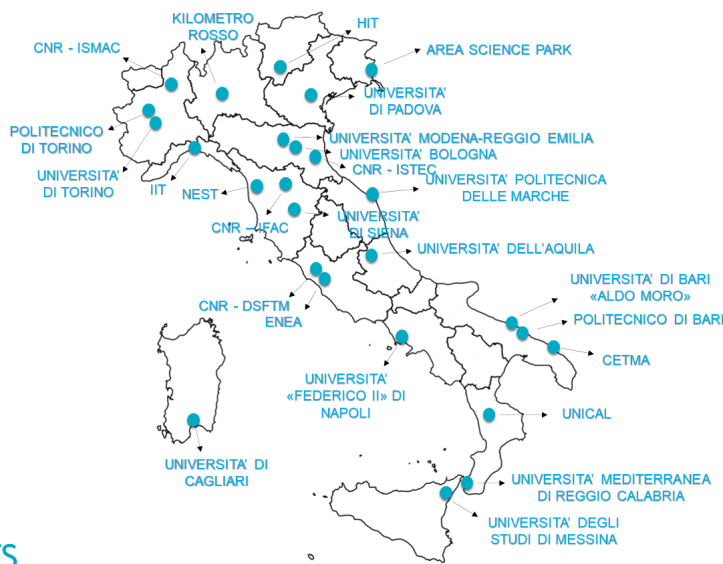 KILOMETRO
ROSSO
HIT
CNR - ISMAC
AREA SCIENCE PARK
UNIVERSITA'
DI PADOVA
POLITECNICO
DI TORINO
UNIVERSITA' MODENA-REGGIO EMILIA
UNIVERSITA' BOLOGNA
CNR - ISTEC
UNIVERSITA'
DI TORINO
IIT
NEST
UNIVERSITA' POLITECNICA
DELLE MARCHE
CNR – IFAC
UNIVERSITA'
DI SIENA
UNIVERSITA' DELL'AQUILA
CNR - DSFTM
ENEA
UNIVERSITA' DI BARI
«ALDO MORO»
POLITECNICO DI BARI
CETMA
UNIVERSITA'
«FEDERICO II» DI
NAPOLI
UNICAL
UNIVERSITA' DI
CAGLIARI
UNIVERSITA' MEDITERRANEA
DI REGGIO CALABRIA
UNIVERSITA' DEGLI
STUDI DI MESSINA